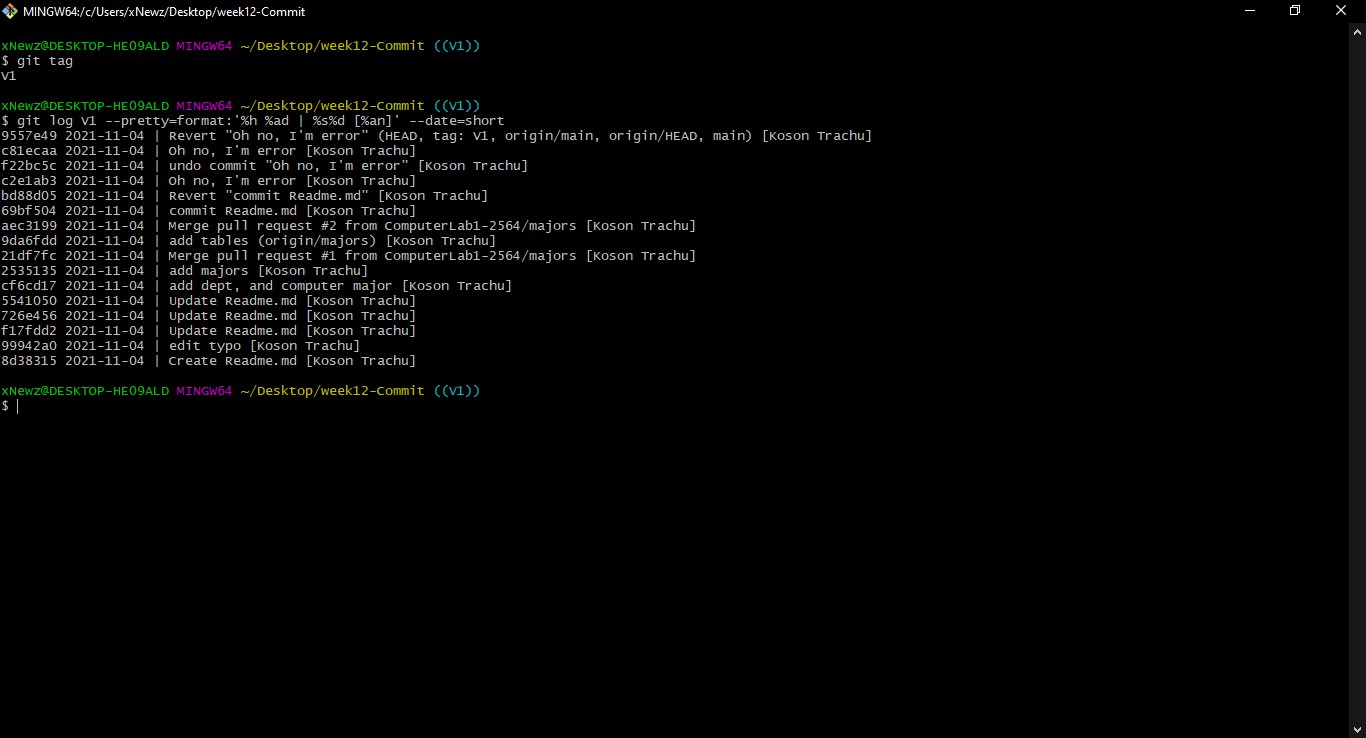 MINGW64:/c/Users/xNewz/Desktop/week12-Commit
xNewz@DESKTOP-HE09ALD MINGW64 ~/Desktop/week12-Commit ((V1))
$ git tag
V1
xNewz@DESKTOP-HE09ALD MINGW64 ~/Desktop/week12-Commit ((V1))
$ git log V1 --pretty=format:'%h %ad | %s%d [%an]' --date=short
9557e49 2021-11-04 | Revert "Oh no, I'm error" (HEAD, tag: V1, origin/main, origin/HEAD, main) [Koson Trachu]
c81ecaa 2021-11-04 | Oh no, I'm error [Koson Trachu]
f22bc5c 2021-11-04 | undo commit "Oh no, I'm error" [Koson Trachu]
c2e1ab3 2021-11-04 | Oh no, I'm error [Koson Trachu]
bd88d05 2021-11-04 | Revert "commit Readme.md" [Koson Trachu]
69bf504 2021-11-04 | commit Readme.md [Koson Trachu]
aec3199 2021-11-04 | Merge pull request #2 from ComputerLab1-2564/majors [Koson Trachu]
9da6fdd 2021-11-04 | add tables (origin/majors) [Koson Trachu]
21df7fc 2021-11-04 | Merge pull request #1 from ComputerLab1-2564/majors [Koson Trachu]
2535135 2021-11-04 | add majors [Koson Trachu]
cf6cd17 2021-11-04 | add dept, and computer major [Koson Trachu]
5541050 2021-11-04 | Update Readme.md [Koson Trachu]
726e456 2021-11-04 | Update Readme.md [Koson Trachu]
f17fdd2 2021-11-04 | Update Readme.md [Koson Trachu]
99942a0 2021-11-04 | edit typo [Koson Trachu]
8d38315 2021-11-04 | Create Readme.md [Koson Trachu]
xNewz@DESKTOP-HE09ALD MINGW64 ~/Desktop/week12-Commit ((V1))
$